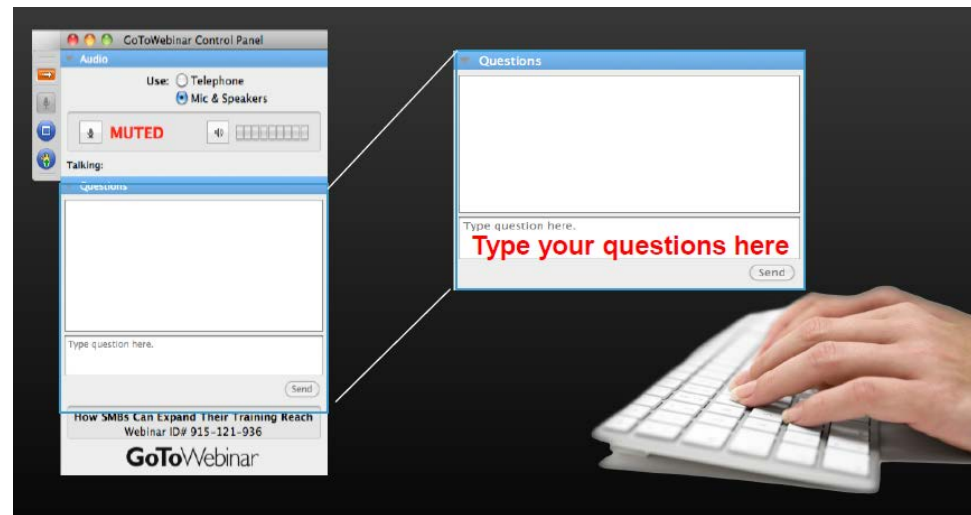 GoToWebinar Control Panel
Audio
Use: Telephone
Mic & Speakers
MUTED
Talking:
Questions
Type question here.
Send
How SMBs Can Expand Their Training Reach
Webinar ID# 915-121-936
GoToWebinar
Questions
Type question here.
Type your questions here
Send